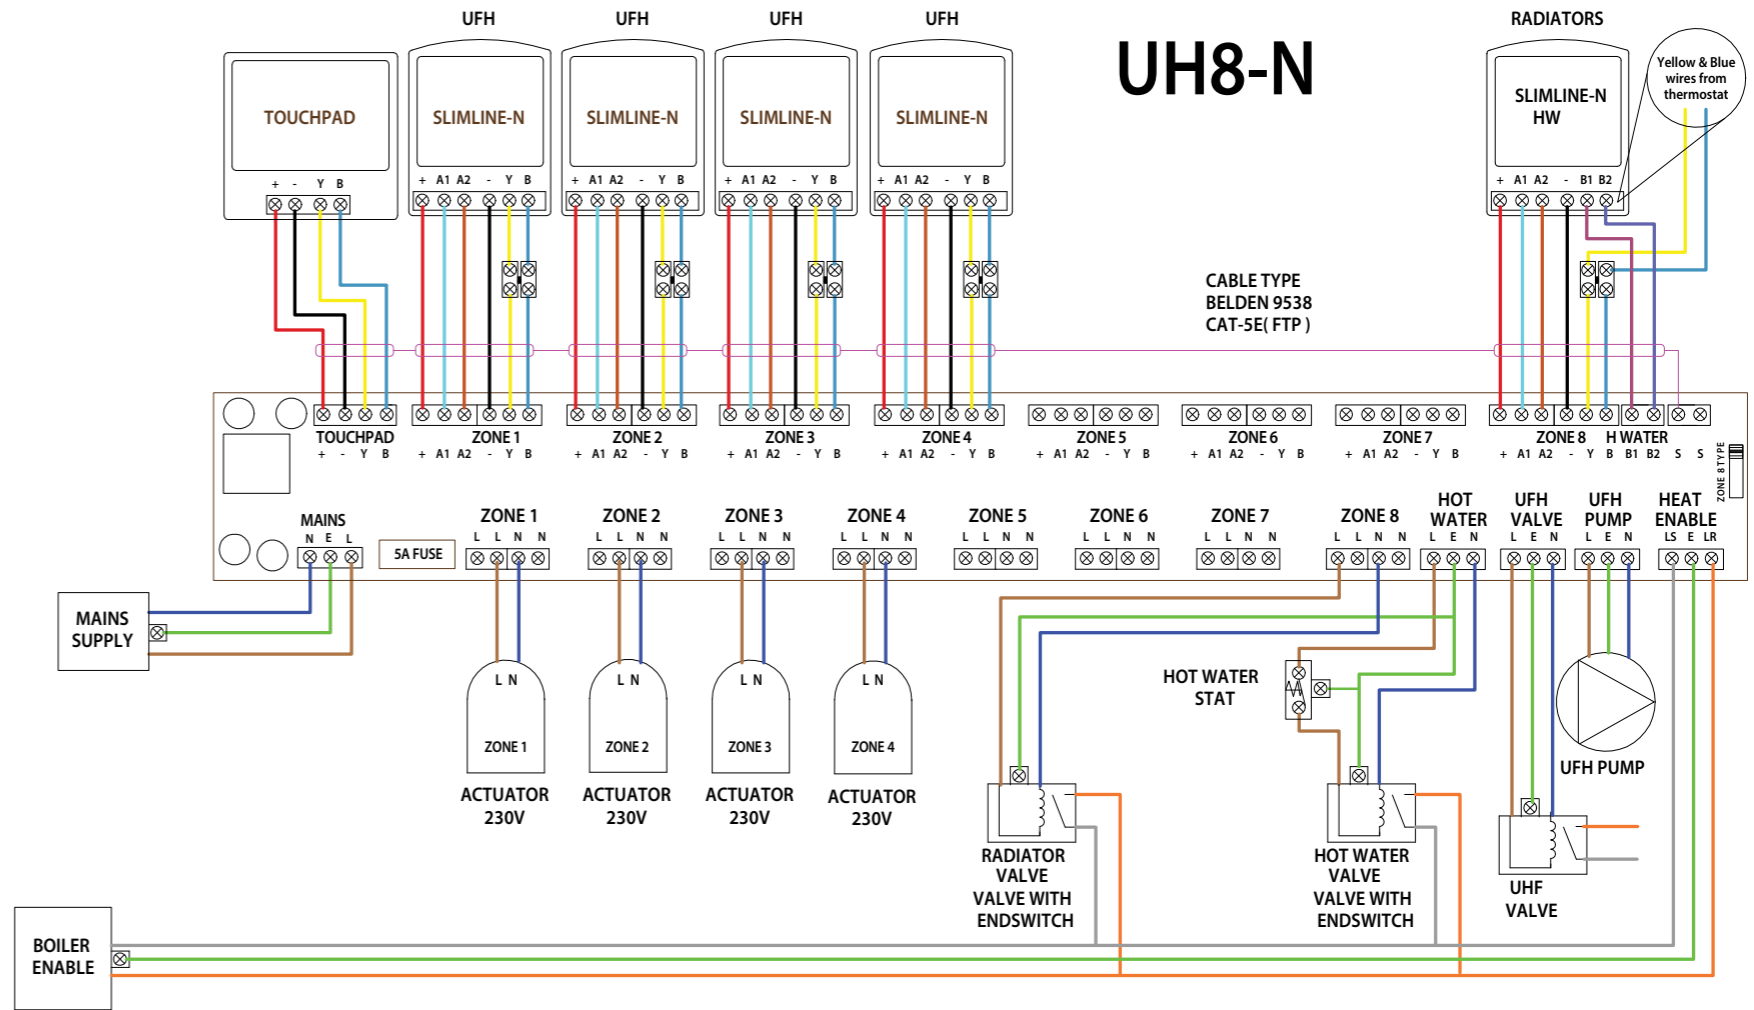 UFH
UFH
UFH
UFH
RADIATORS
UH8-N
Yellow & Blue
wires from
thermostat
TOUCHPAD
SLIMLINE-N
SLIMLINE-N
SLIMLINE-N
SLIMLINE-N
SLIMLINE-N
HW
+ - Y B
+ A1 A2 - Y B
+ A1 A2 - Y B
+ A1 A2 - Y B
+ A1 A2 - Y B
+ A1 A2 - B1 B2
CABLE TYPE
BELDEN 9538
CAT-5E( FTP )
TOUCHPAD
+ - Y B
ZONE 1
+ A1 A2 - Y B
ZONE 2
+ A1 A2 - Y B
ZONE 3
+ A1 A2 - Y B
ZONE 4
+ A1 A2 - Y B
ZONE 5
+ A1 A2 - Y B
ZONE 6
+ A1 A2 - Y B
ZONE 7
+ A1 A2 - Y B
ZONE 8
+ A1 A2 - Y B
H WATER
B1 B2
S S
ZONE 8 TYPE
MAINS
N E L
5A FUSE
ZONE 1
L L N N
ZONE 2
L L N N
ZONE 3
L L N N
ZONE 4
L L N N
ZONE 5
L L N N
ZONE 6
L L N N
ZONE 7
L L N N
ZONE 8
L L N N
HOT
WATER
L E N
UFH
VALVE
L E N
UFH
PUMP
L E N
HEAT
ENABLE
LS E LR
MAINS
SUPPLY
L N
ZONE 1
ACTUATOR
230V
L N
ZONE 2
ACTUATOR
230V
L N
ZONE 3
ACTUATOR
230V
L N
ZONE 4
ACTUATOR
230V
HOT WATER
STAT
UFH PUMP
RADIATOR
VALVE
VALVE WITH
ENDSWITCH
HOT WATER
VALVE
VALVE WITH
ENDSWITCH
UHF
VALVE
BOILER
ENABLE